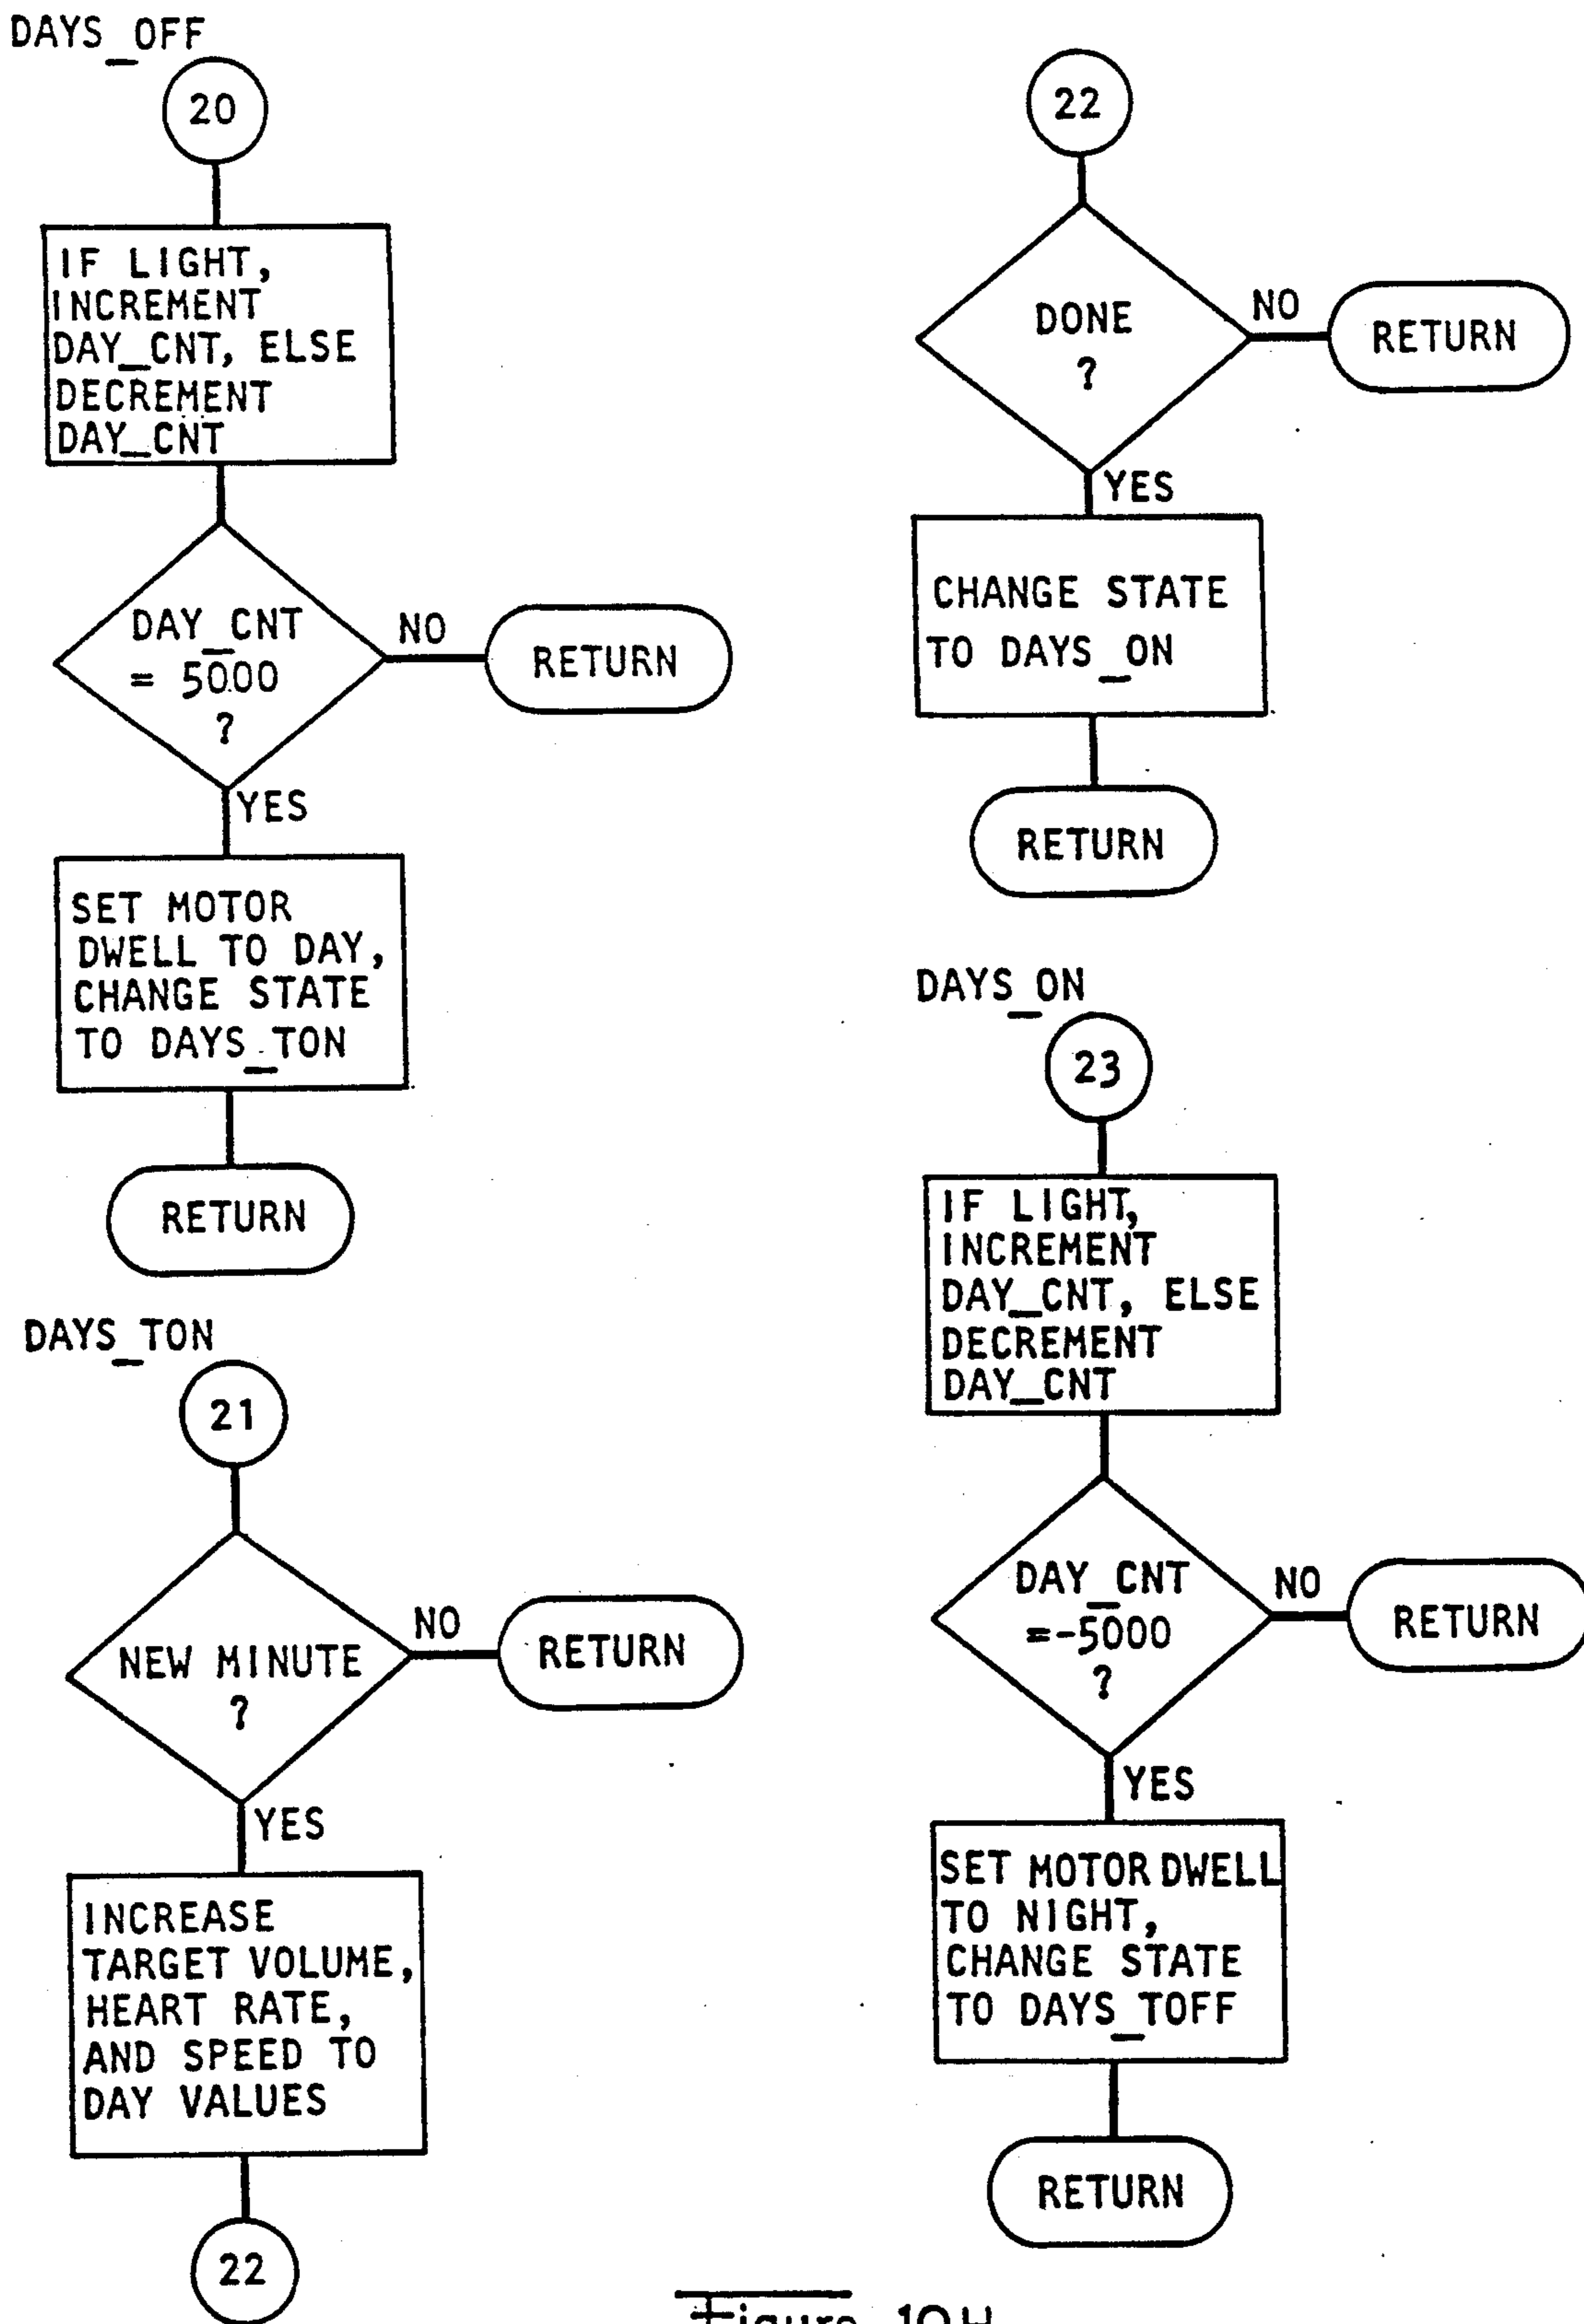 DAYS_OFF
20
IF LIGHT,
INCREMENT
DAY_CNT, ELSE
DECREMENT
DAY_CNT
DAY_CNT
= 5000
?
NO
RETURN
YES
SET MOTOR
DWELL TO DAY,
CHANGE STATE
TO DAYS_TON
RETURN
DAYS_TON
21
NEW MINUTE
?
NO
RETURN
YES
INCREASE
TARGET VOLUME,
HEART RATE,
AND SPEED TO
DAY VALUES
22
22
DONE
?
NO
RETURN
YES
CHANGE STATE
TO DAYS_ON
RETURN
DAYS_ON
23
IF LIGHT,
INCREMENT
DAY_CNT, ELSE
DECREMENT
DAY_CNT
DAY_CNT
=-5000
?
NO
RETURN
YES
SET MOTOR DWELL
TO NIGHT,
CHANGE STATE
TO DAYS_TOFF
RETURN
Figure 10H